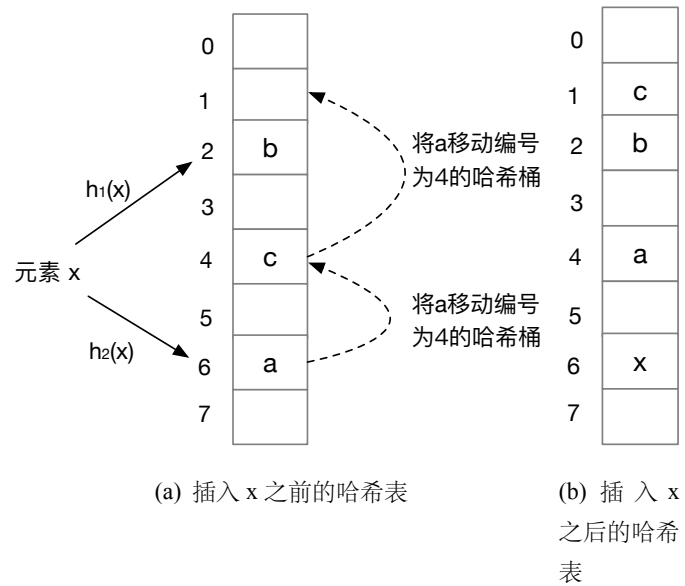 0
1
2
3
4
5
6
7
b
c
a
h1(x)
元素 x
h2(x)
将a移动编号
为4的哈希桶
将a移动编号
为4的哈希桶
(a) 插入 x 之前的哈希表
0
1
2
3
4
5
6
7
c
b
a
x
(b) 插 入 x
之后的哈希
表